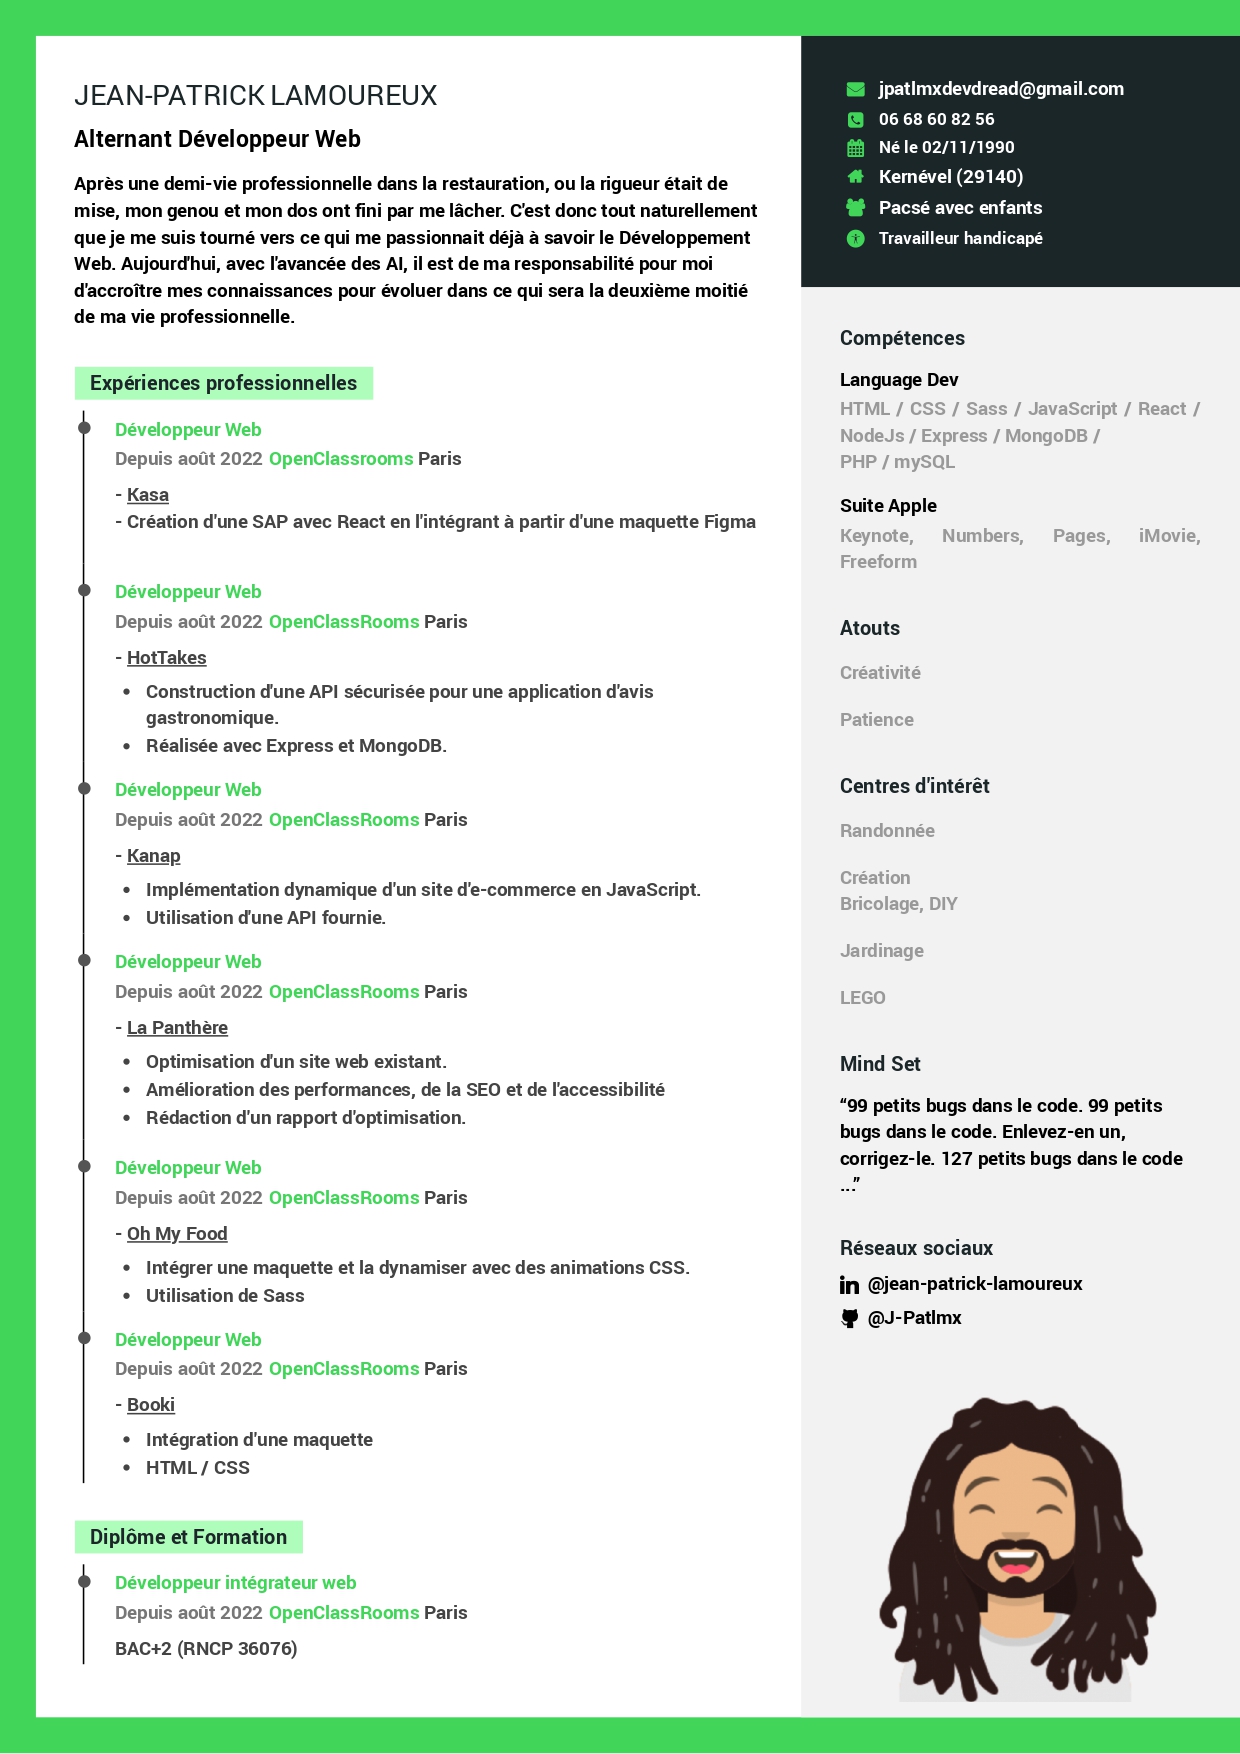 JEAN-PATRICK LAMOUREUX
Alternant Développeur Web
Après une demi-vie professionnelle dans la restauration, ou la rigueur était de
mise, mon genou et mon dos ont fini par me lâcher. C'est donc tout naturellement
que je me suis tourné vers ce qui me passionnait déjà à savoir le Développement
Web. Aujourd'hui, avec l'avancée des AI, il est de ma responsabilité pour moi
d'accroître mes connaissances pour évoluer dans ce qui sera la deuxième moitié
de ma vie professionnelle.
Expériences professionnelles
Développeur Web
Depuis août 2022 OpenClassrooms Paris
- Kasa
- Création d'une SAP avec React en l'intégrant à partir d'une maquette Figma
Développeur Web
Depuis août 2022 OpenClassRooms Paris
- HotTakes
• Construction d'une API sécurisée pour une application d'avis
gastronomique.
• Réalisée avec Express et MongoDB.
Développeur Web
Depuis août 2022 OpenClassRooms Paris
- Kanap
• Implémentation dynamique d'un site d'e-commerce en JavaScript.
• Utilisation d'une API fournie.
Développeur Web
Depuis août 2022 OpenClassRooms Paris
- La Panthère
• Optimisation d'un site web existant.
• Amélioration des performances, de la SEO et de l'accessibilité
• Rédaction d'un rapport d'optimisation.
Développeur Web
Depuis août 2022 OpenClassRooms Paris
- Oh My Food
• Intégrer une maquette et la dynamiser avec des animations CSS.
• Utilisation de Sass
Développeur Web
Depuis août 2022 OpenClassRooms Paris
- Booki
• Intégration d'une maquette
• HTML / CSS
Diplôme et Formation
Développeur intégrateur web
Depuis août 2022 OpenClassRooms Paris
BAC+2 (RNCP 36076)
jpatlmxdevdread@gmail.com
06 68 60 82 56
Né le 02/11/1990
Kernével (29140)
Pacsé avec enfants
Travailleur handicapé
Compétences
Language Dev
HTML / CSS / Sass / JavaScript / React /
NodeJs / Express / MongoDB /
PHP / mySQL
Suite Apple
Keynote, Numbers, Pages, iMovie,
Freeform
Atouts
Créativité
Patience
Centres d'intérêt
Randonnée
Création
Bricolage, DIY
Jardinage
LEGO
Mind Set
“99 petits bugs dans le code. 99 petits
bugs dans le code. Enlevez-en un,
corrigez-le. 127 petits bugs dans le code
...”
Réseaux sociaux
@jean-patrick-lamoureux
@J-Patlmx